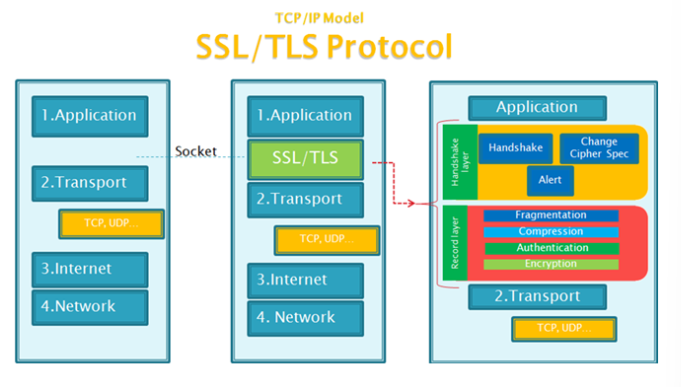 TCP/IP Model
SSL/TLS Protocol
1.Application
2.Transport
TCP, UDP...
3.Internet
4.Network
Socket
1.Application
SSL/TLS
2.Transport
TCP, UDP...
3.Internet
4. Network
Application
Handshake layer
Handshake
Change
Cipher Spec
Alert
Record layer
Fragmentation
Compression
Authentication
Encryption
2.Transport
TCP, UDP...